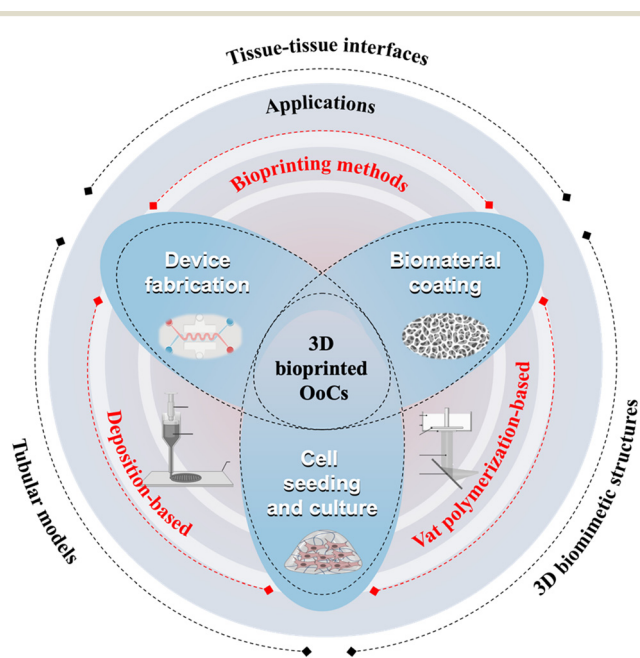 Tissue-tissue interfaces
Applications
Bioprinting methods
Device
fabrication
Biomaterial
coating
3D
bioprinted
OoCs
Deposition-based
Vat polymerization-based
Cell
seeding
and culture
Tubular models
3D biomimetic structures